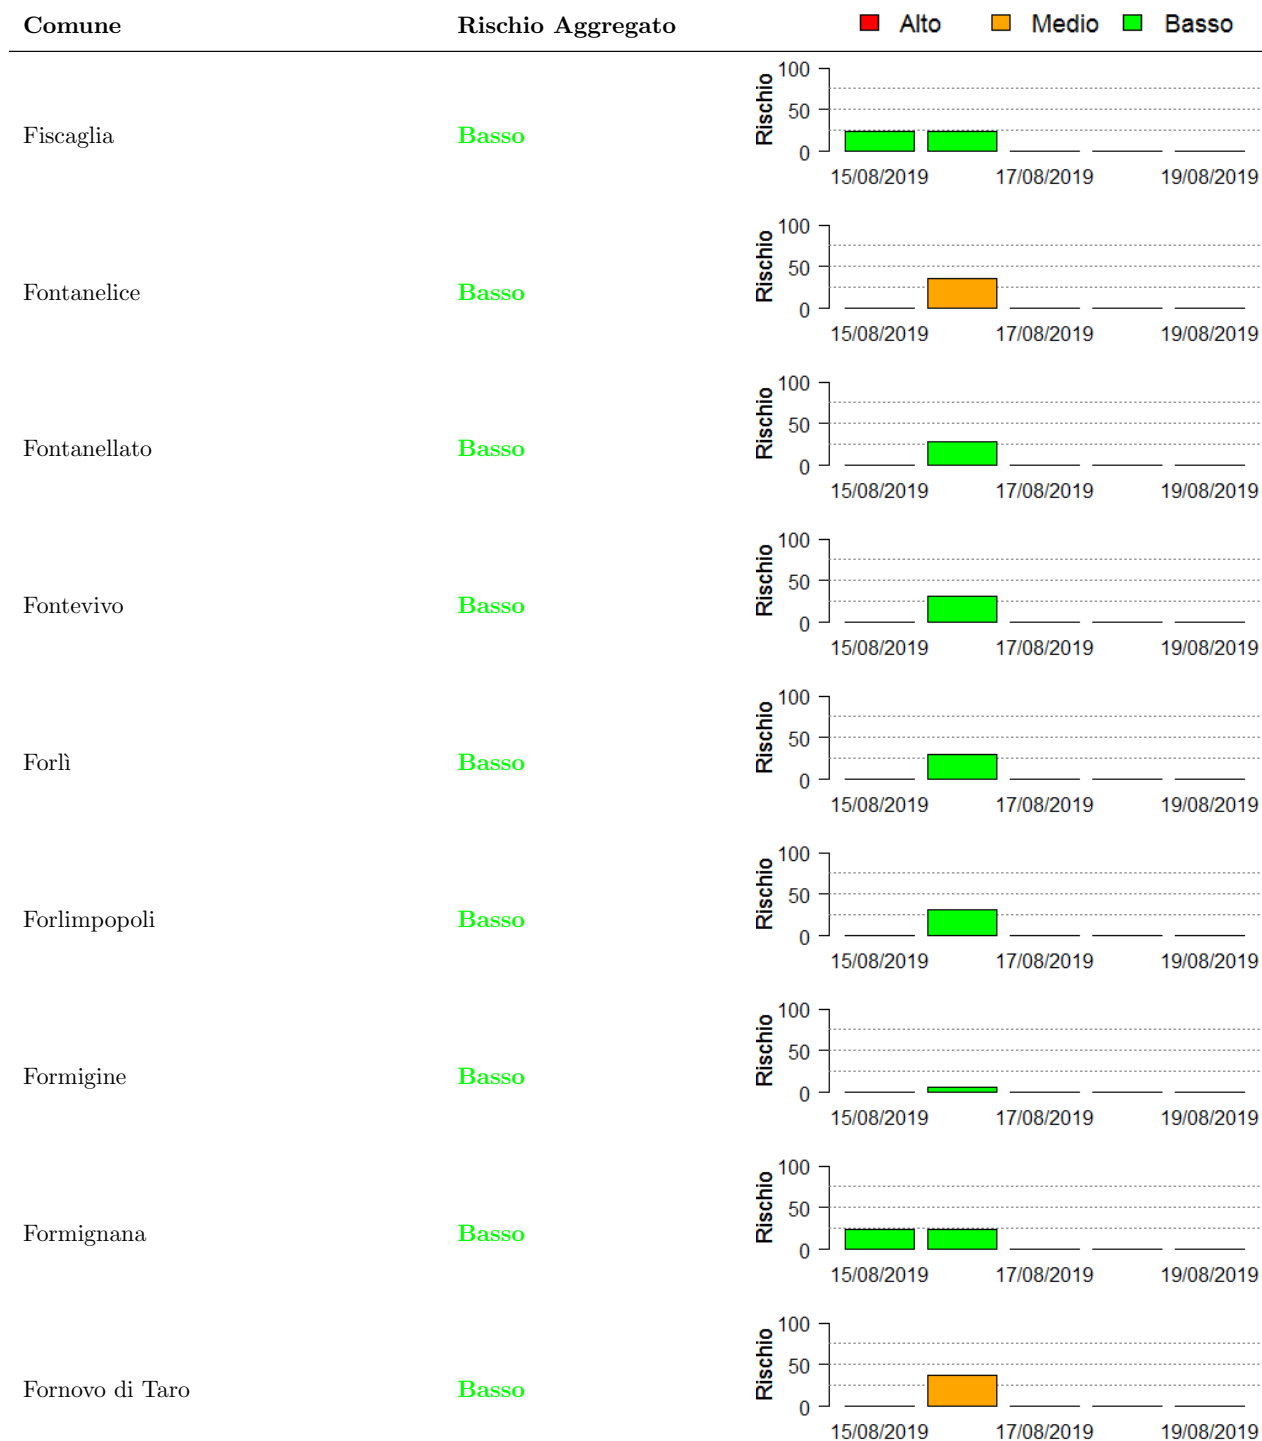 Comune Rischio Aggregato Alto Medio Basso
Fiscaglia Basso Rischio 100 50 0
15/08/2019 17/08/2019 19/08/2019
Fontanelice Basso Rischio 100 50 0
15/08/2019 17/08/2019 19/08/2019
Fontanellato Basso Rischio 100 50 0
15/08/2019 17/08/2019 19/08/2019
Fontevivo Basso Rischio 100 50 0
15/08/2019 17/08/2019 19/08/2019
Forlì Basso Rischio 100 50 0
15/08/2019 17/08/2019 19/08/2019
Forlimpopoli Basso Rischio 100 50 0
15/08/2019 17/08/2019 19/08/2019
Formigine Basso Rischio 100 50 0
15/08/2019 17/08/2019 19/08/2019
Formignana Basso Rischio 100 50 0
15/08/2019 17/08/2019 19/08/2019
Fornovo di Taro Basso Rischio 100 50 0
15/08/2019 17/08/2019 19/08/2019